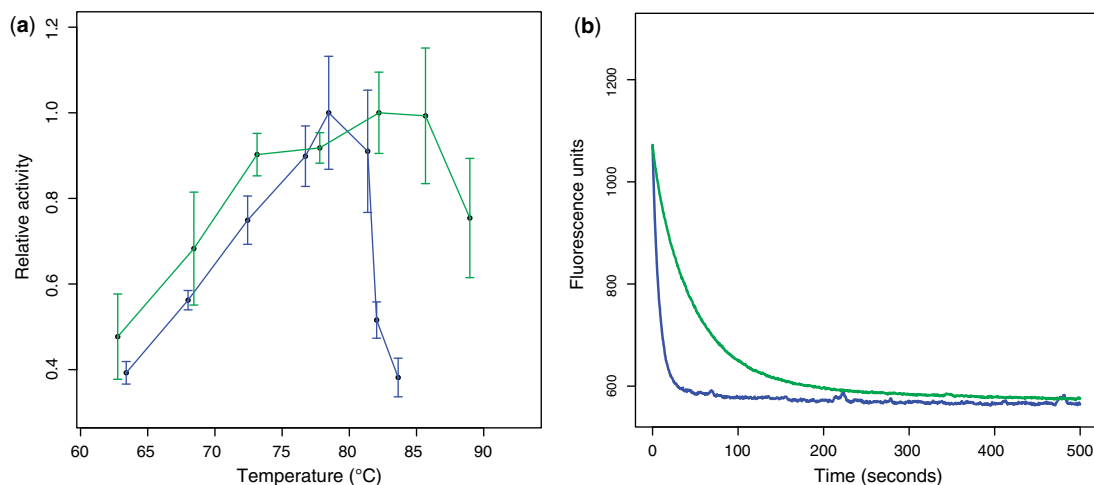 (a)
1.2
1.0
0.8
0.6
0.4
Relative activity
60 65 70 75 80 85 90
Temperature (°C)
(b)
1200
1000
800
600
Fluorescence units
0 100 200 300 400 500
Time (seconds)